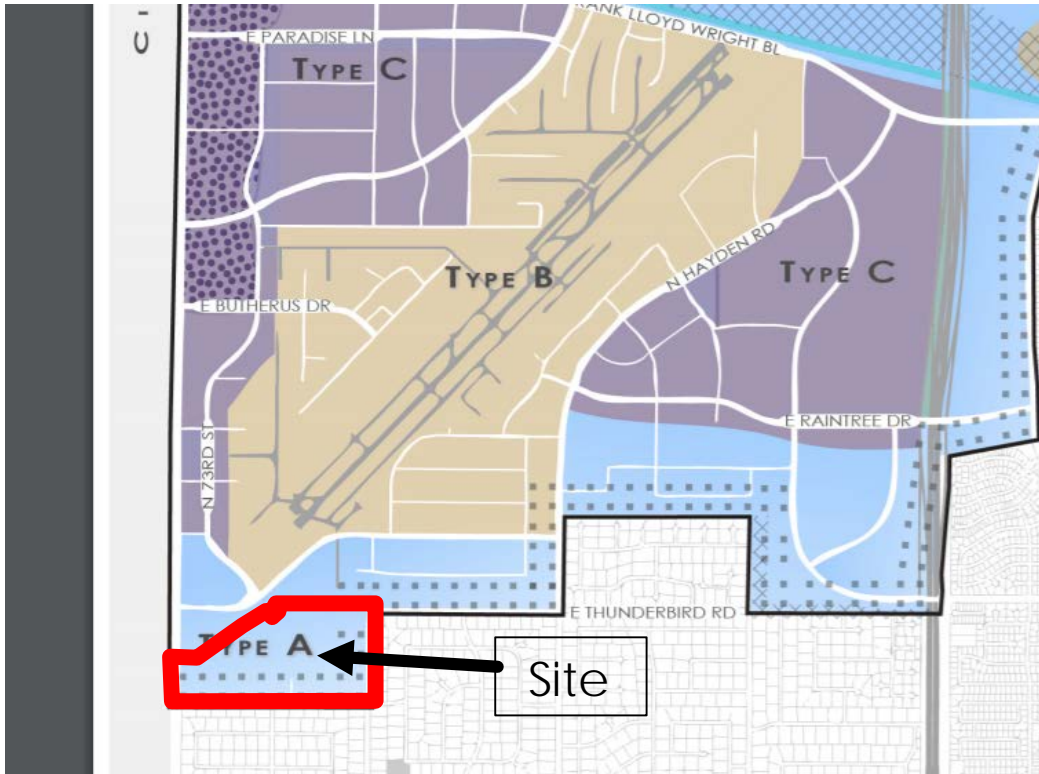 C I
E PARADISE LN
RANK LLOYD WRIGHT BL
TYPE C
TYPE B
N HAYDEN RD
TYPE C
E BUTHERUS DR
N 73RD ST
E RAINTREE DR
E THUNDERBIRD RD
TYPE A
Site